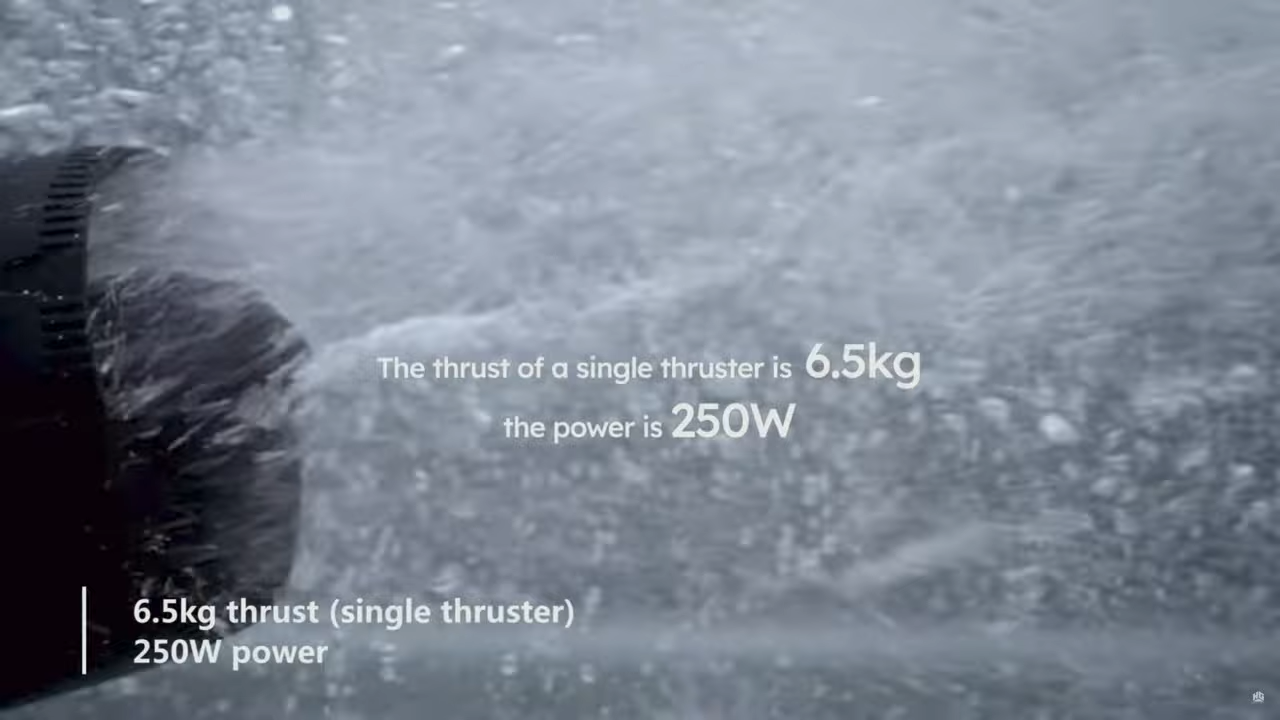 The thrust of a single thruster is 6.5kg
the power is 250W
6.5kg thrust (single thruster)
250W power